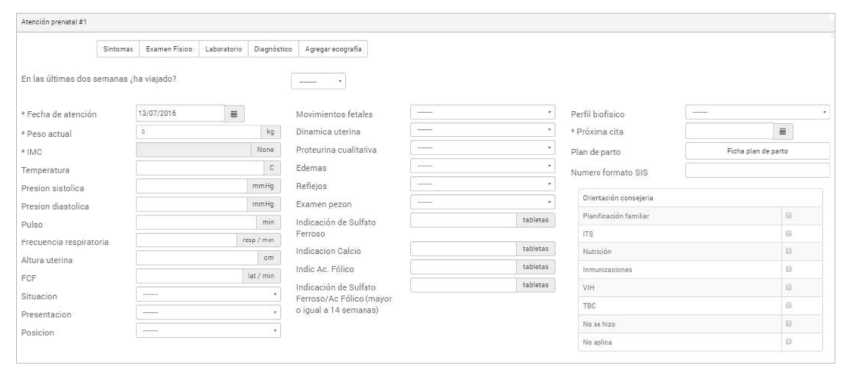 Atención prenatal #1
Sintomas Examen Físico Laboratorio Diagnóstico Agregar ecografía
En las últimas dos semanas ¿ha viajado? -------
* Fecha de atención 13/07/2016
* Peso actual 0 kg
* IMC None
Temperatura C
Presion sistolica mmHg
Presion diastolica mmHg
Pulso min
Frecuencia respiratoria resp / min
Altura uterina cm
FCF lat / min
Situacion -------
Presentacion -------
Posicion -------
Movimientos fetales -------
Dinamica uterina -------
Proteurina cualitativa -------
Edemas -------
Reflejos -------
Examen pezon -------
Indicación de Sulfato
Ferroso tabletas
Indicacion Calcio tabletas
Indic Ac. Fólico tabletas
Indicación de Sulfato
Ferroso/Ac Fólico (mayor
o igual a 14 semanas) tabletas
Perfil biofisico -------
* Próxima cita
Plan de parto Ficha plan de parto
Numero formato SIS
Orientación consejeria
Planificación familiar
ITS
Nutrición
Inmunizaciones
VIH
TBC
No se hizo
No aplica